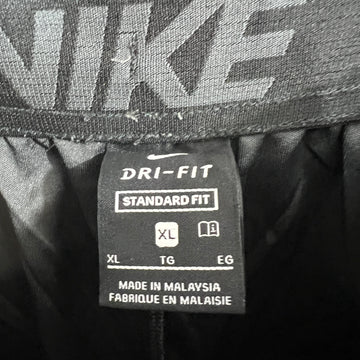 NIKE
DRI-FIT
STANDARD FIT
XL
XL TG EG
MADE IN MALAYSIA
FABRIQUE EN MALAISIE